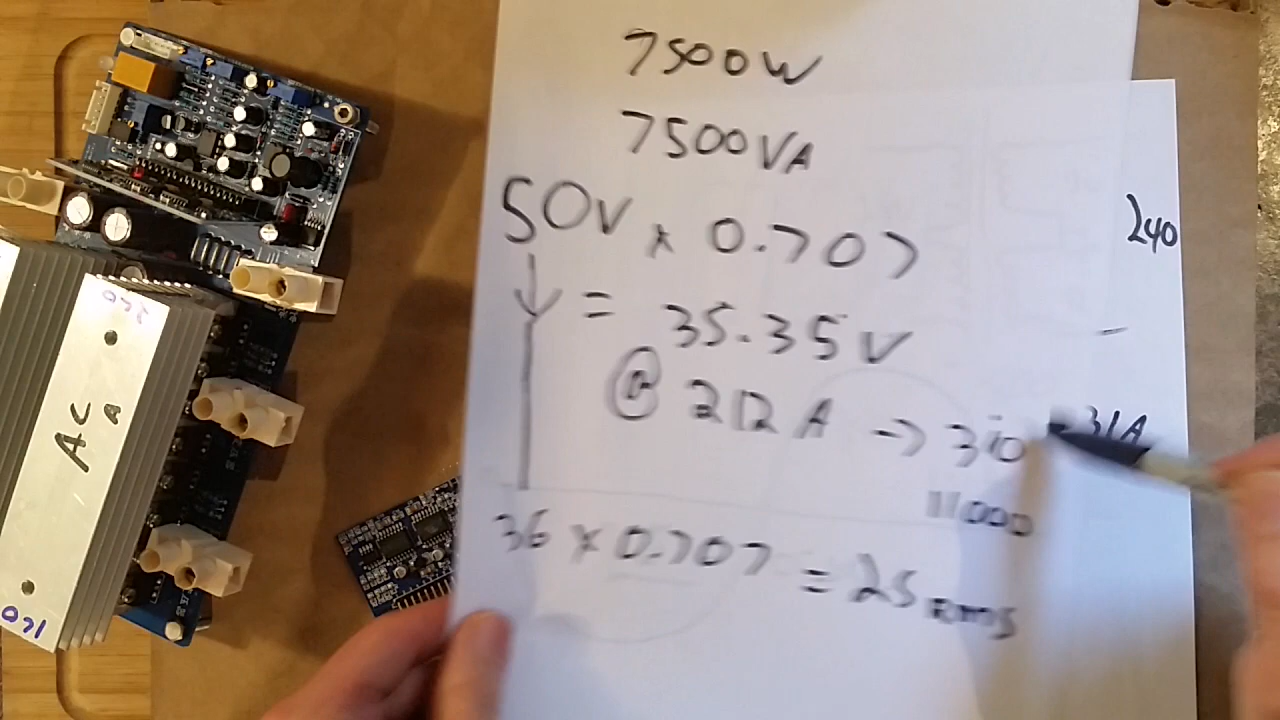 7500W
7500VA
50V x 0.707
240
= 35.35V
@ 212A → 310
31A
11000
36 x 0.707 = 25 RMS
AC
A